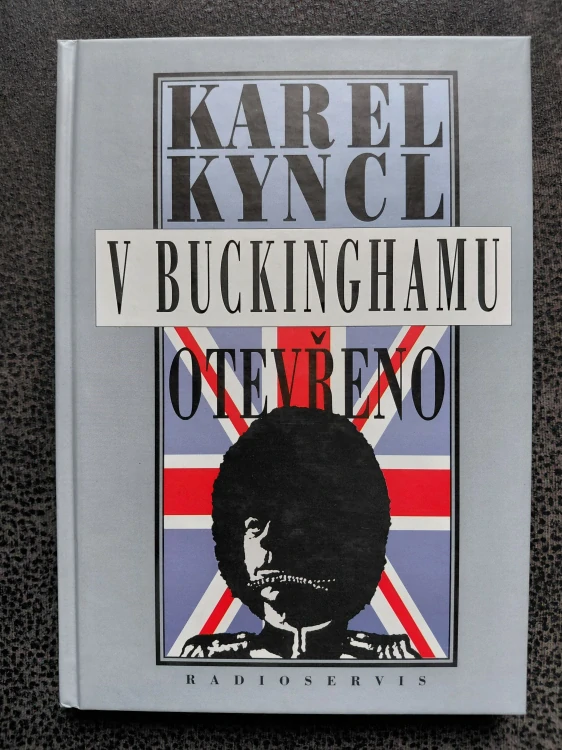 KAREL
KYNCL
V BUCKINGHAMU
OTEVŘENO
RADIOSERVIS